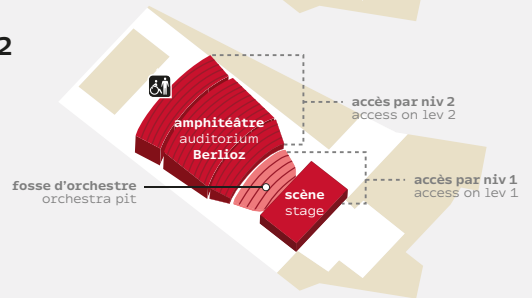 2
accès par niv 2
access on lev 2
amphitéâtre
auditorium
Berlioz
accès par niv 1
access on lev 1
fosse d'orchestre
orchestra pit
scène
stage